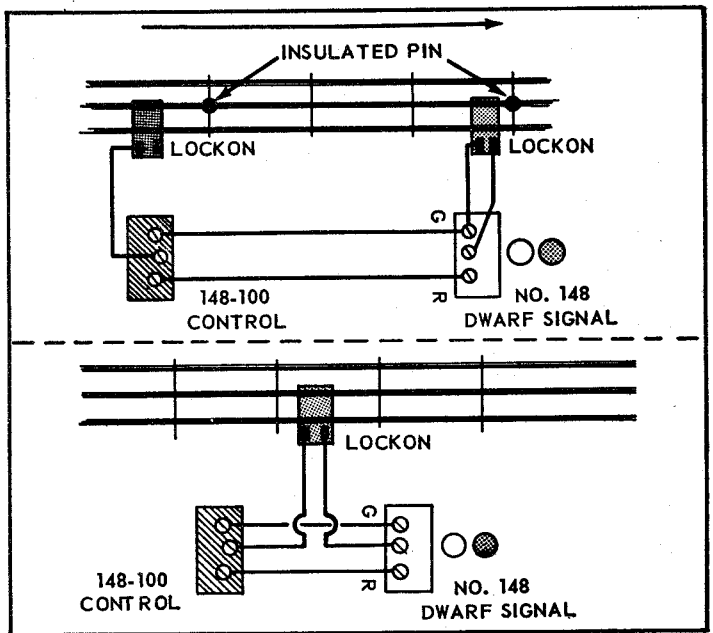 INSULATED PIN
LOCKON
LOCKON
G
R
148-100
CONTROL
NO. 148
DWARF SIGNAL
LOCKON
G
R
148-100
CONTROL
NO. 148
DWARF SIGNAL